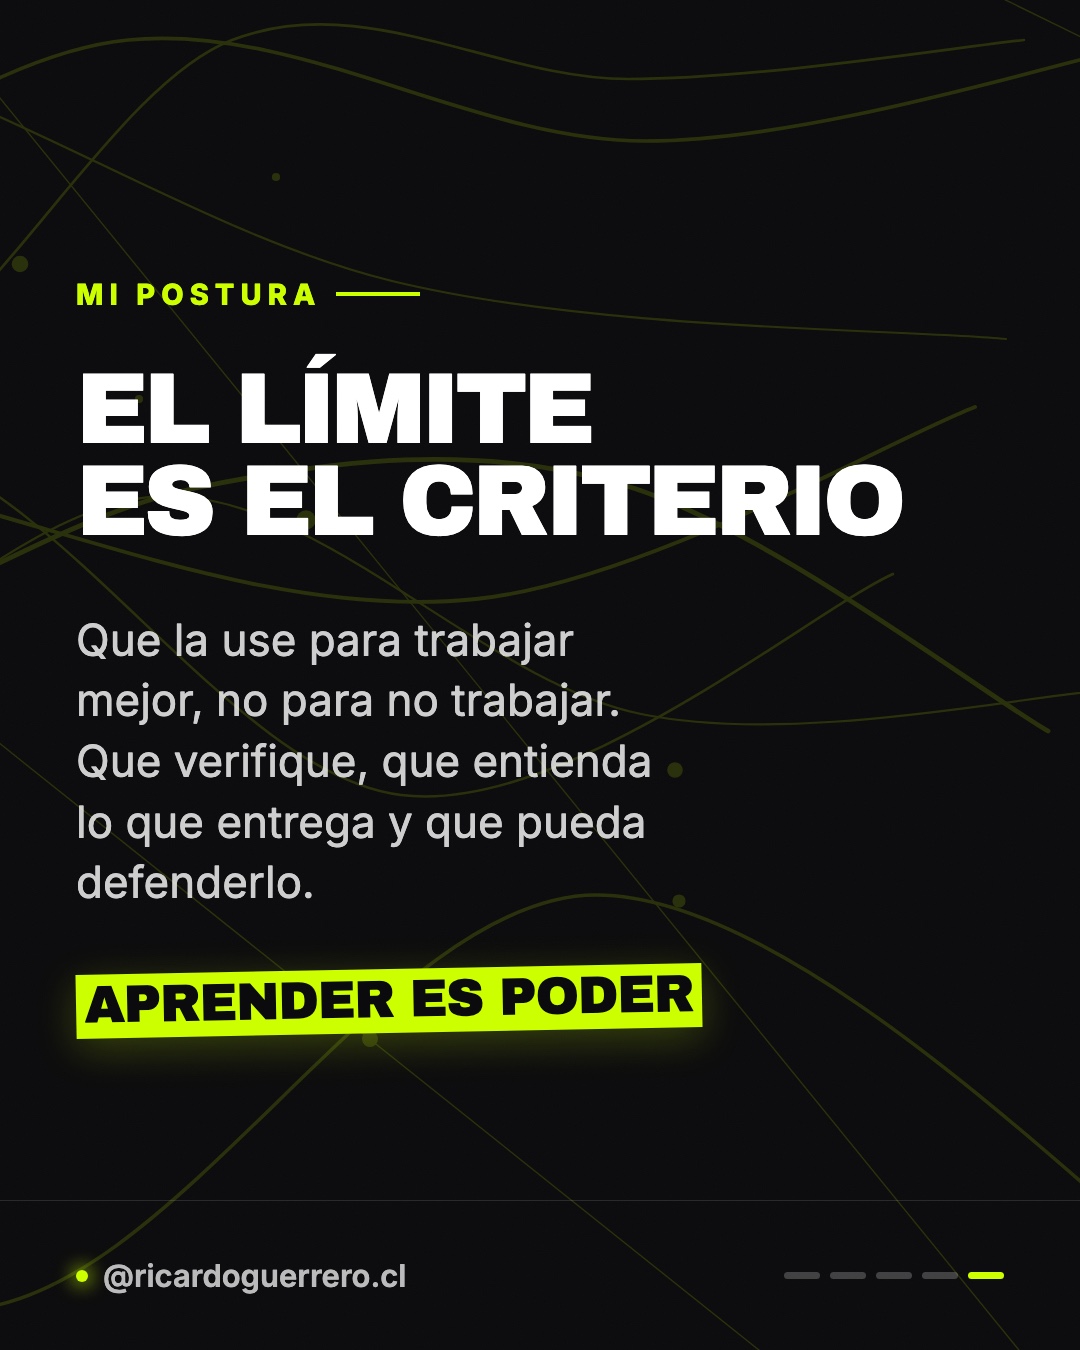 MI POSTURA
EL LÍMITE
ES EL CRITERIO
Que la use para trabajar
mejor, no para no trabajar.
Que verifique, que entienda
lo que entrega y que pueda
defenderlo.
APRENDER ES PODER
@ricardoguerrero.cl